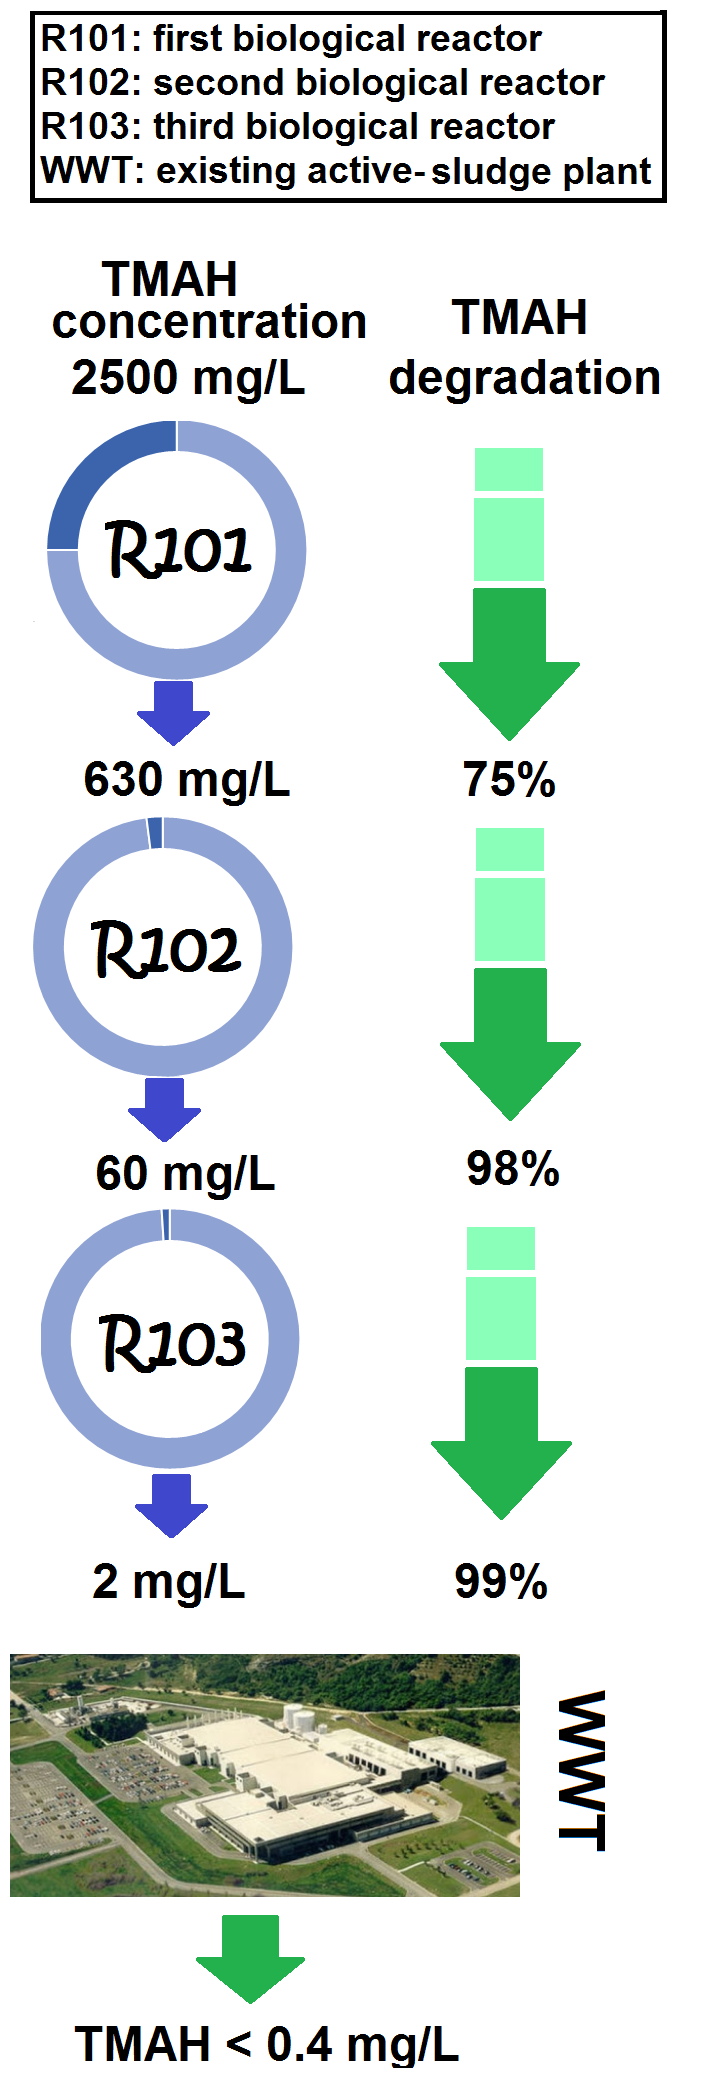 R101: first biological reactor
R102: second biological reactor
R103: third biological reactor
WWT: existing active-sludge plant
TMAH
concentration
2500 mg/L
TMAH
degradation
R101
630 mg/L
75%
R102
60 mg/L
98%
R103
2 mg/L
99%
WWT
TMAH < 0.4 mg/L